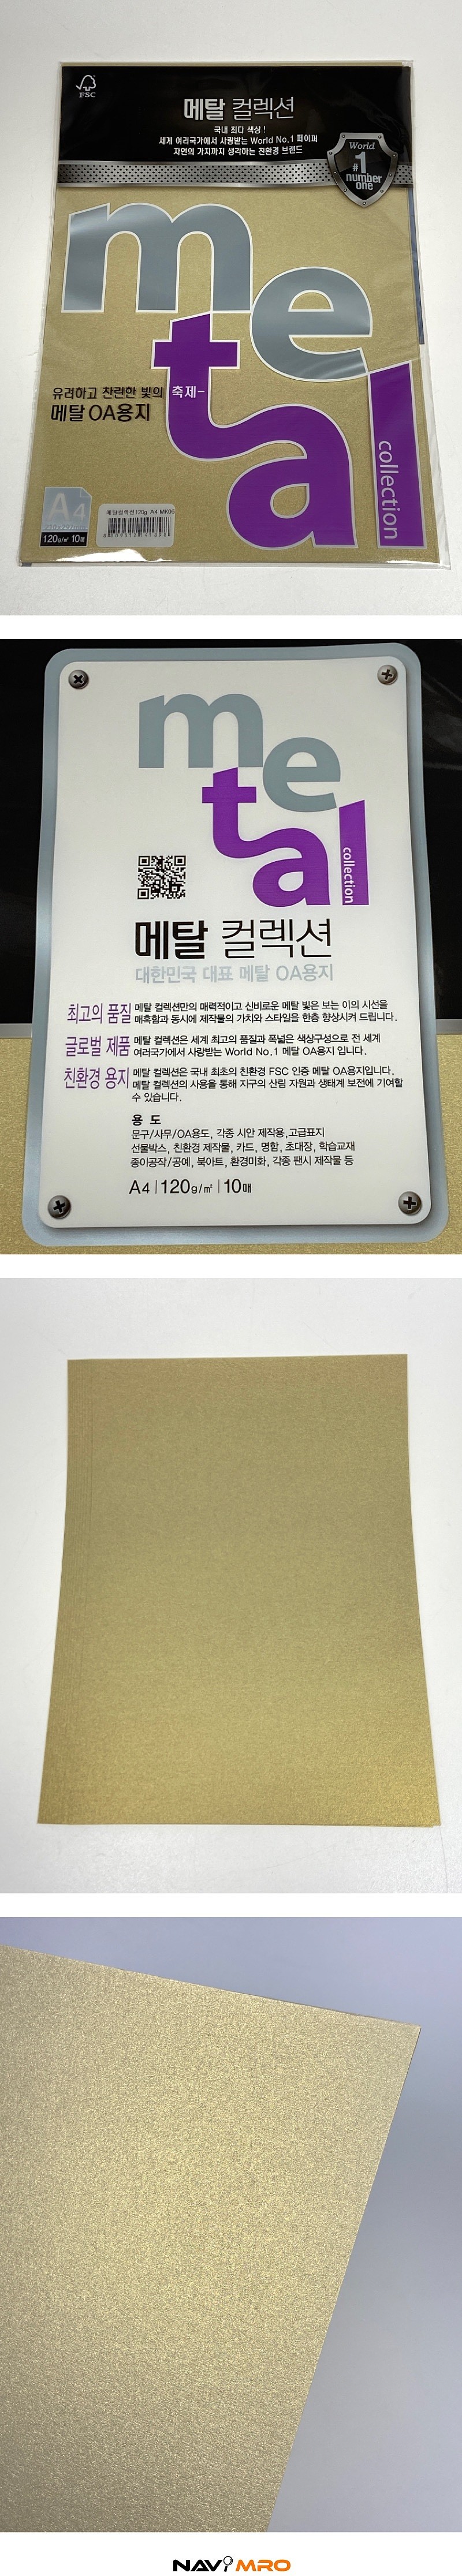 FSC
메탈 컬렉션
국내 최다 색상 !
세계 여러국가에서 사랑받는 World No.1 페이퍼
자연의 가치까지 생각하는 친환경 브랜드
World
#1
number
one
metal
collection
유려하고 찬란한 빛의 축제-
메탈 OA용지
A4
120g/㎡ 10매
메탈컬렉션 120g A4 MK06
metal
collection
메탈 컬렉션
대한민국 대표 메탈 OA용지
최고의 품질 메탈 컬렉션만의 매력적이고 신비로운 메탈 빛은 보는 이의 시선을
매혹함과 동시에 제작물의 가치와 스타일을 한층 향상시켜 드립니다.
글로벌 제품 메탈 컬렉션은 세계 최고의 품질과 폭넓은 색상구성으로 전 세계
여러국가에서 사랑받는 World No.1 메탈 OA용지 입니다.
친환경 용지 메탈 컬렉션은 국내 최초의 친환경 FSC 인증 메탈 OA용지입니다.
메탈 컬렉션의 사용을 통해 지구의 산림 자원과 생태계 보전에 기여할
수 있습니다.
용 도
문구/사무/OA용도, 각종 시안 제작용, 고급표지
선물박스, 친환경 제작물, 카드, 명함, 초대장, 학습교재
종이공작/공예, 북아트, 환경미화, 각종 팬시 제작물 등
A4 | 120g/㎡ | 10매
NAVIMRO